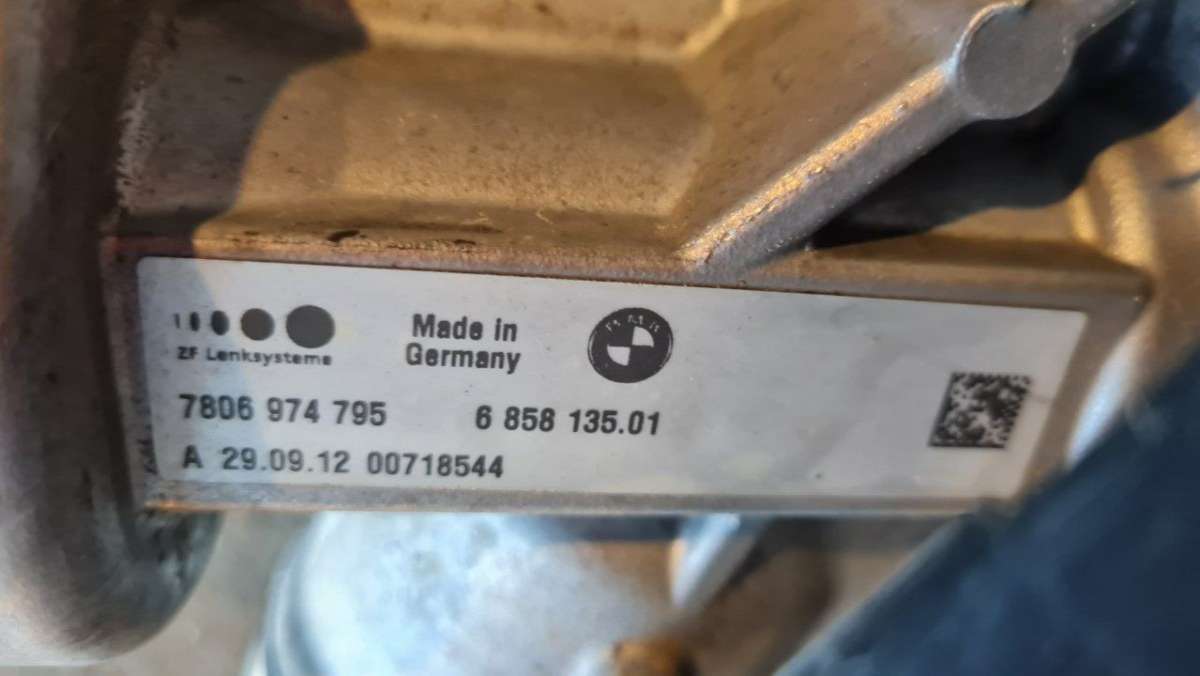 ZF Lenksysteme
Made in
Germany
7806 974 795 6 858 135.01
A 29.09.12 00718544